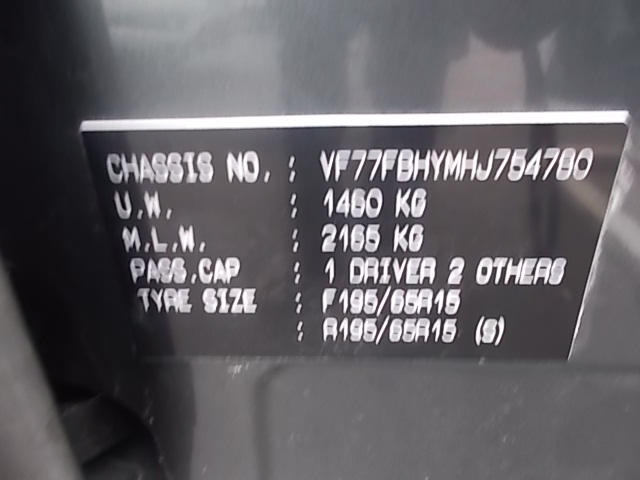 CHASSIS NO. : VF77FBHYMHJ754780
U.W. : 1460 KG
M.L.W. : 2165 KG
PASS.CAP : 1 DRIVER 2 OTHERS
TYRE SIZE : F195/65R15
: R195/65R15 (S)